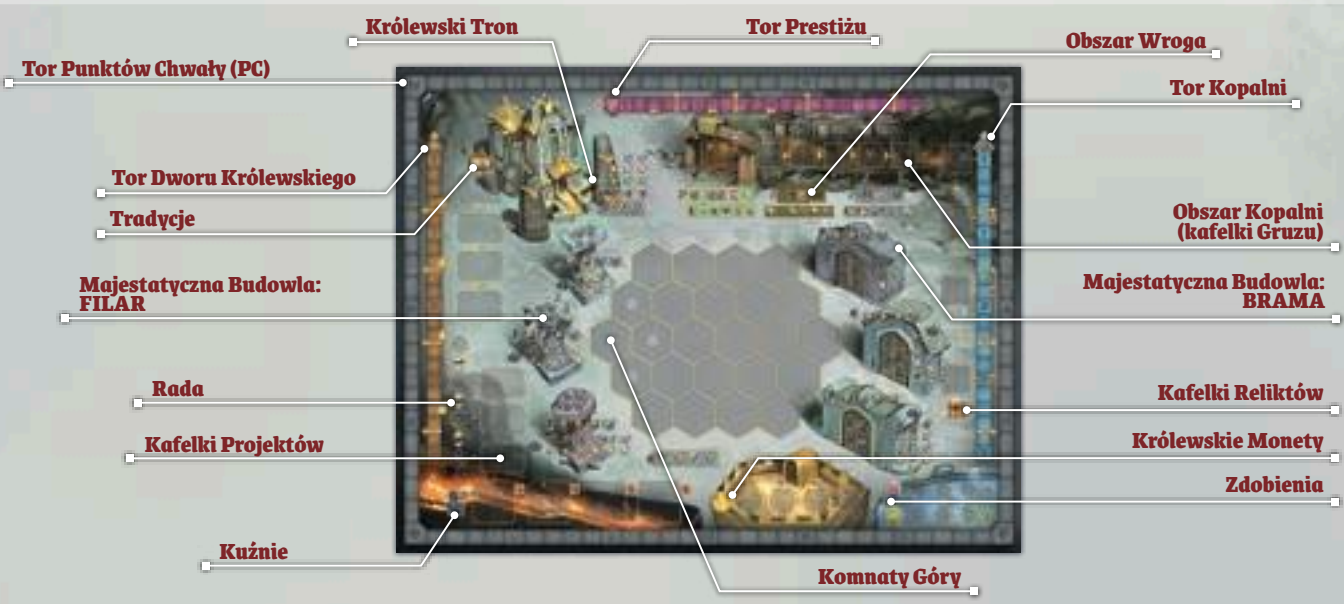 Królewski Tron
Tor Prestiżu
Obszar Wroga
Tor Punktów Chwały (PC)
Tor Kopalni
Tor Dworu Królewskiego
Tradycje
Obszar Kopalni
(kafelki Gruzu)
Majestatyczna Budowla:
FILAR
Majestatyczna Budowla:
BRAMA
Rada
Kafelki Reliktów
Kafelki Projektów
Królewskie Monety
Zdobienia
Kuźnie
Komnaty Góry